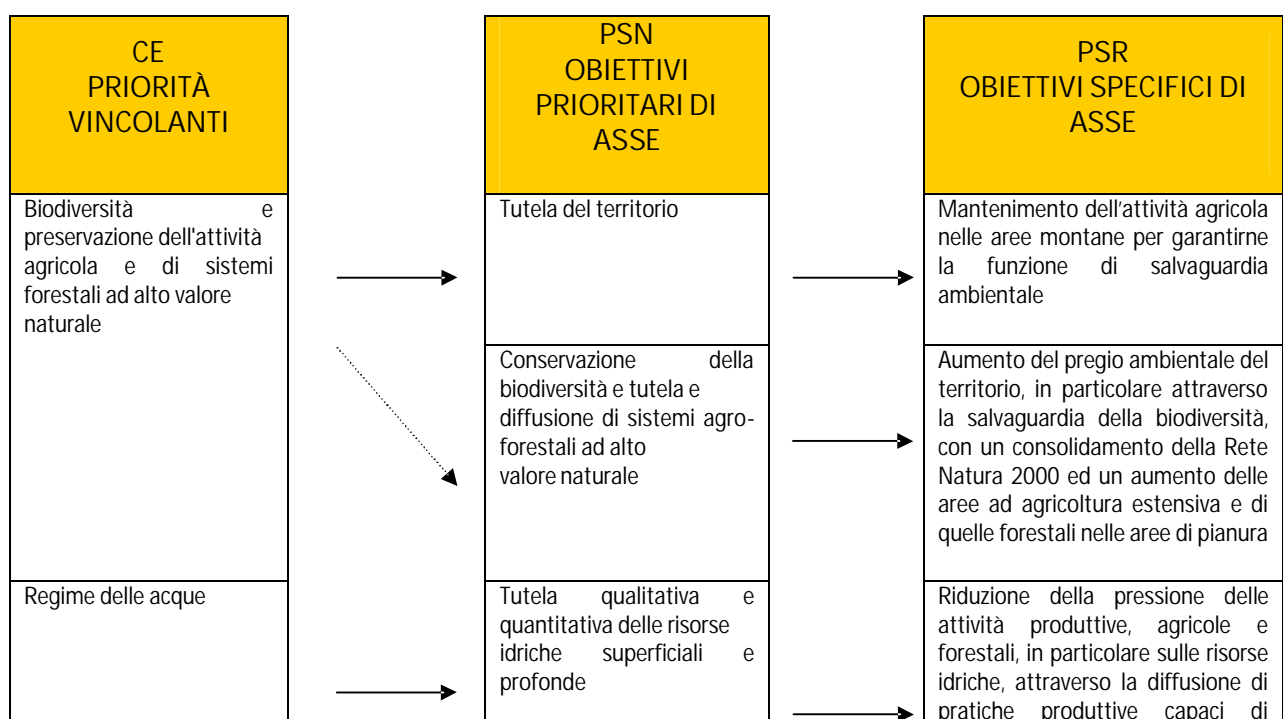 CE
PRIORITÀ
VINCOLANTI
PSN
OBIETTIVI
PRIORITARI DI
ASSE
PSR
OBIETTIVI SPECIFICI DI
ASSE
Biodiversità e
preservazione dell'attività
agricola e di sistemi
forestali ad alto valore
naturale
Tutela del territorio
Mantenimento dell'attività agricola
nelle aree montane per garantirne
la funzione di salvaguardia
ambientale
Conservazione della
biodiversità e tutela e
diffusione di sistemi agro-
forestali ad alto
valore naturale
Aumento del pregio ambientale del
territorio, in particolare attraverso
la salvaguardia della biodiversità,
con un consolidamento della Rete
Natura 2000 ed un aumento delle
aree ad agricoltura estensiva e di
quelle forestali nelle aree di pianura
Regime delle acque
Tutela qualitativa e
quantitativa delle risorse
idriche superficiali e
profonde
Riduzione della pressione delle
attività produttive, agricole e
forestali, in particolare sulle risorse
idriche, attraverso la diffusione di
pratiche produttive capaci di